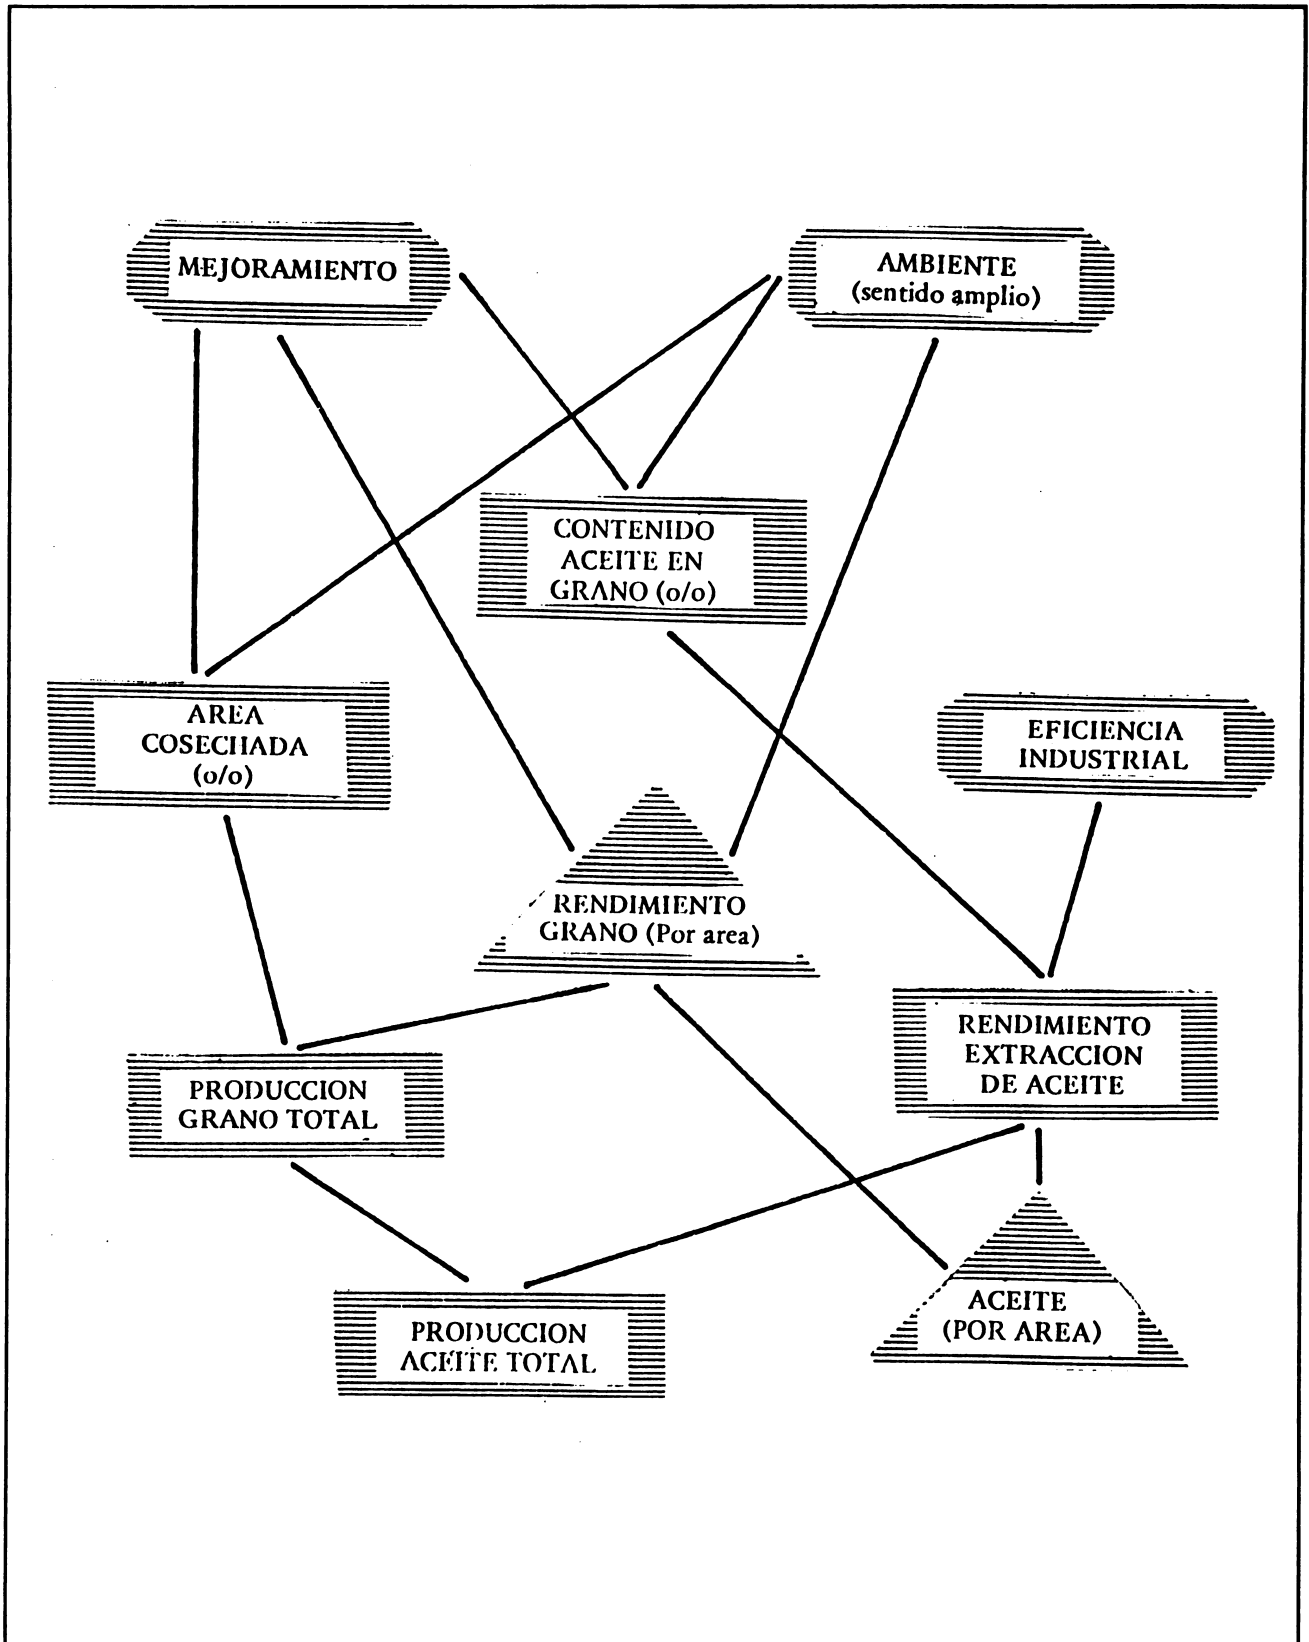 MEJORAMIENTO
AMBIENTE
(sentido amplio)
CONTENIDO
ACEITE EN
GRANO (o/o)
AREA
COSECHADA
(o/o)
EFICIENCIA
INDUSTRIAL
RENDIMIENTO
GRANO (Por area)
RENDIMIENTO
EXTRACCION
DE ACEITE
PRODUCCION
GRANO TOTAL
ACEITE
(POR AREA)
PRODUCCION
ACEITE TOTAL